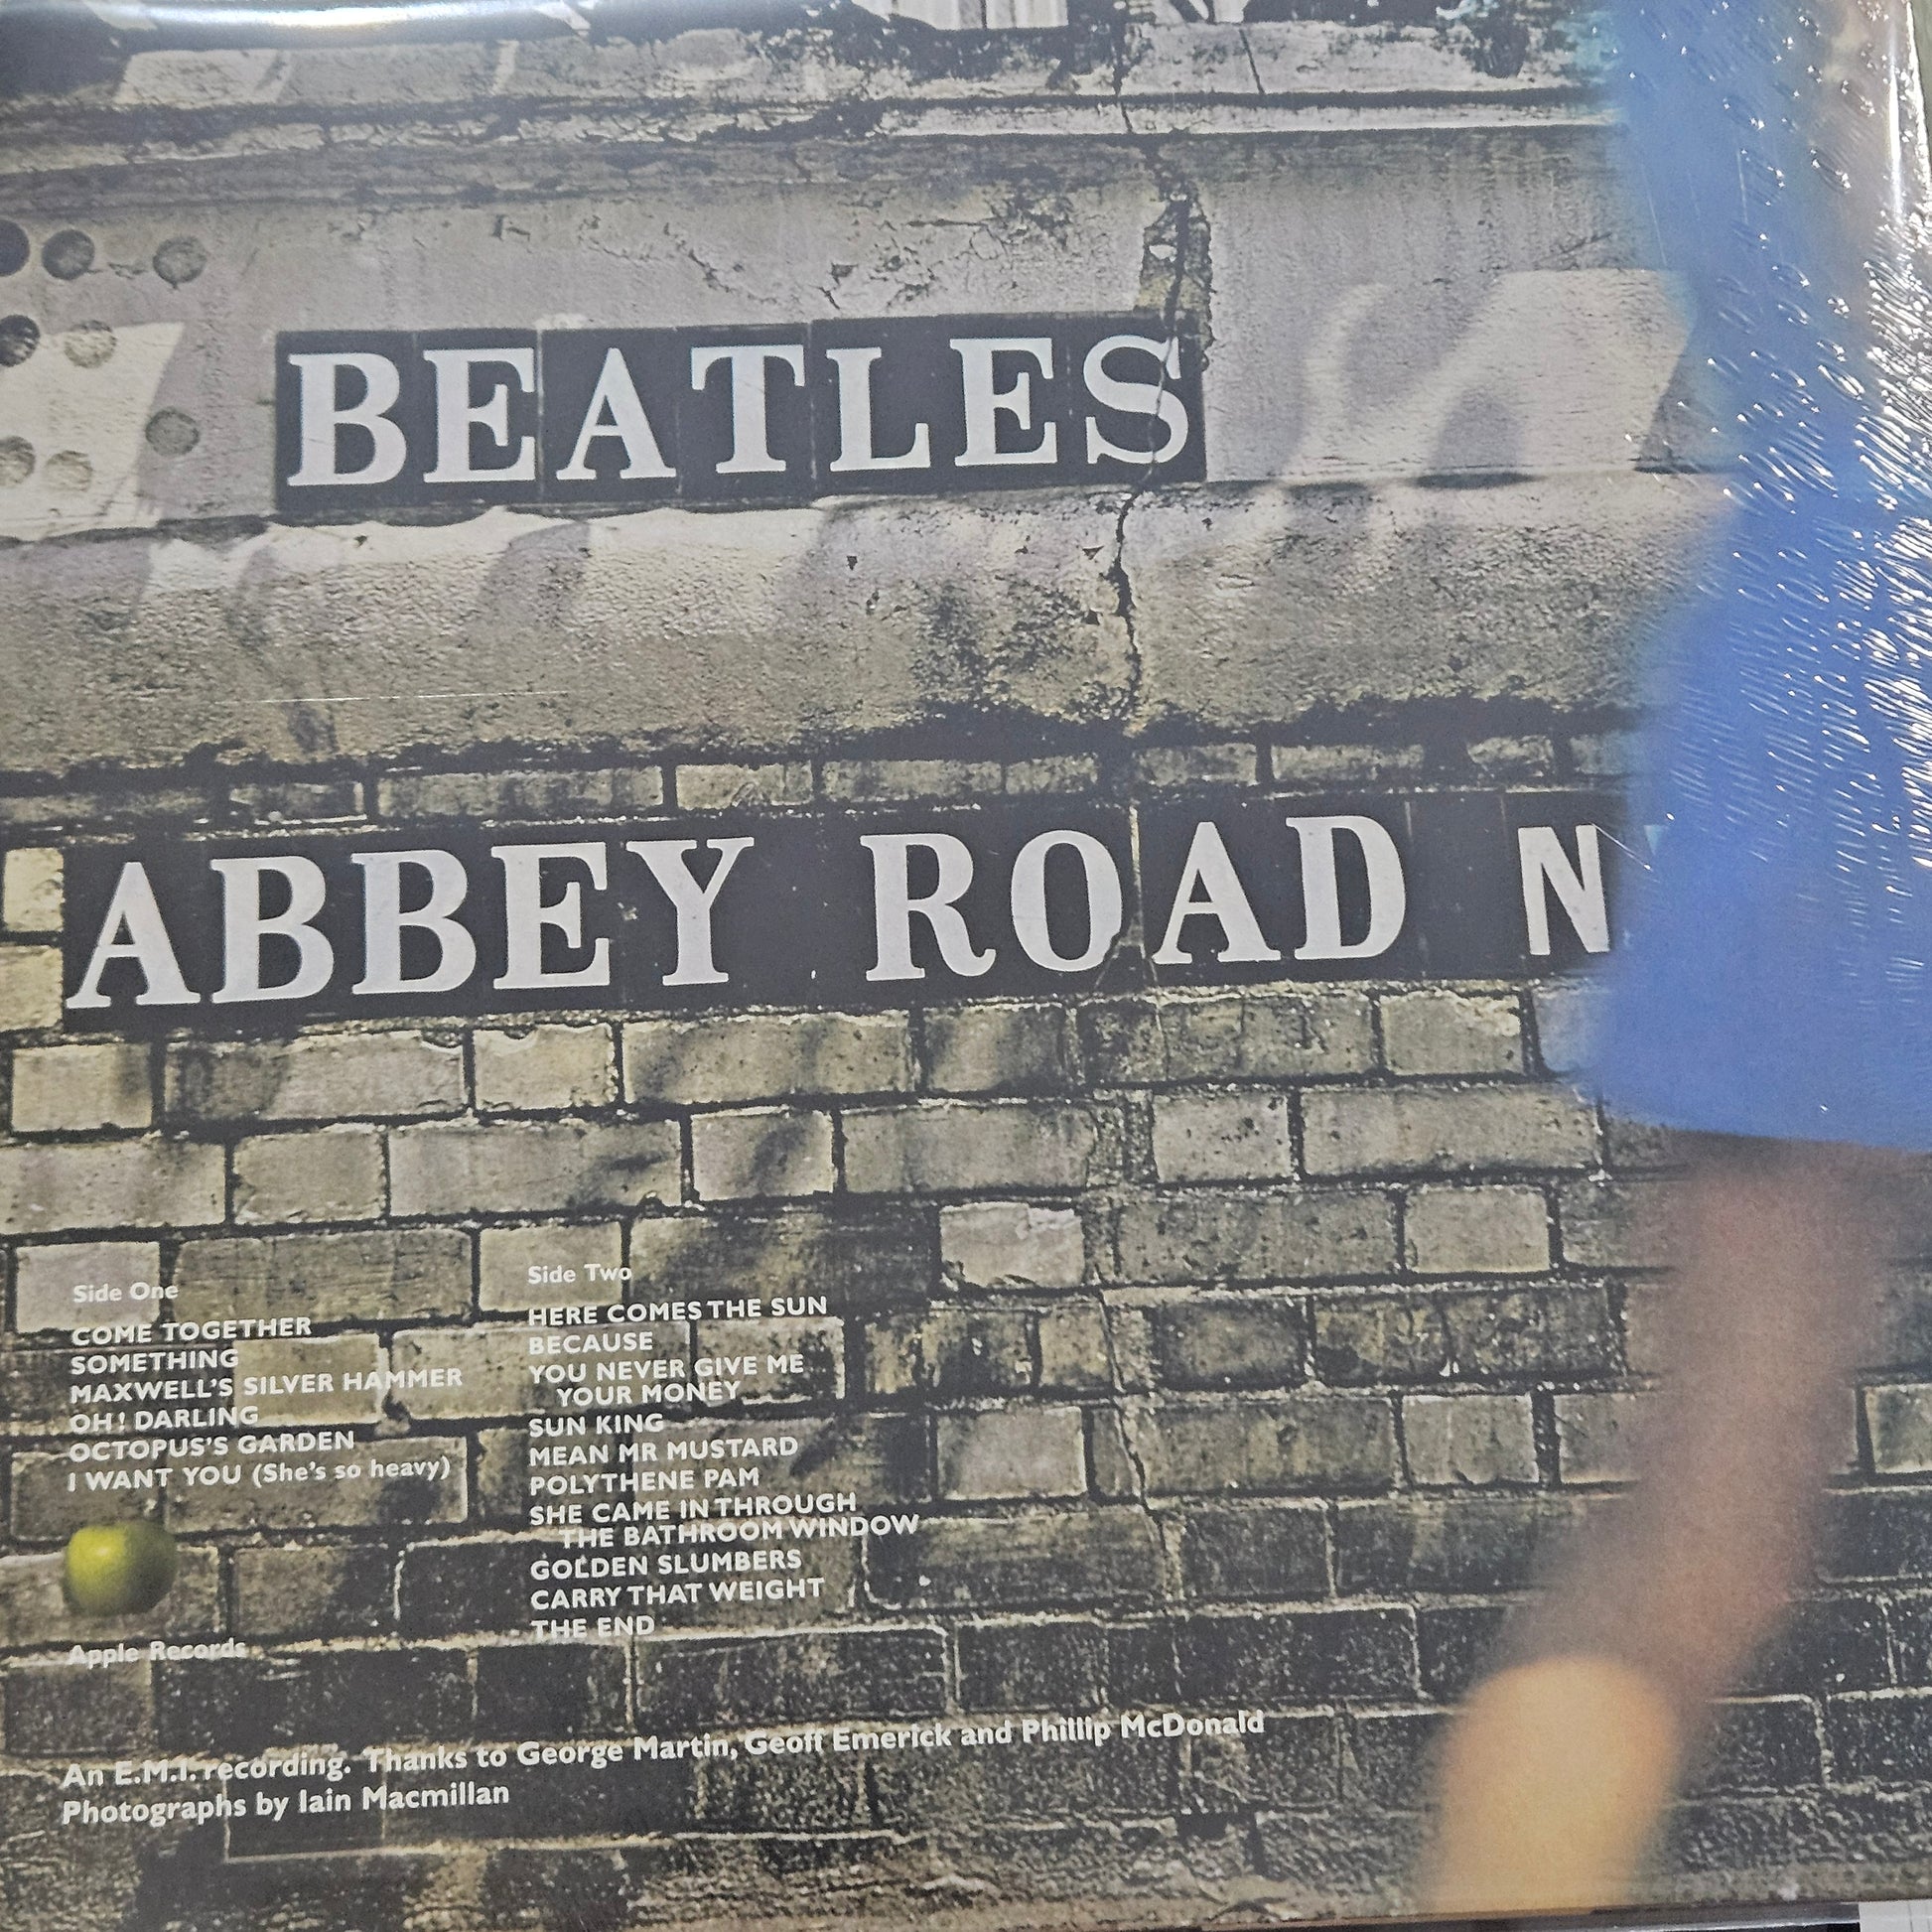 BEATLES
ABBEY ROAD N
Side One
COME TOGETHER
SOMETHING
MAXWELL'S SILVER HAMMER
OH! DARLING
OCTOPUS'S GARDEN
I WANT YOU (She's so heavy)
Side Two
HERE COMES THE SUN
BECAUSE
YOU NEVER GIVE ME
YOUR MONEY
SUN KING
MEAN MR MUSTARD
POLYTHENE PAM
SHE CAME IN THROUGH
THE BATHROOM WINDOW
GOLDEN SLUMBERS
CARRY THAT WEIGHT
THE END
Apple Records
An E.M.I. recording. Thanks to George Martin, Geoff Emerick and Phillip McDonald
Photographs by Iain Macmillan